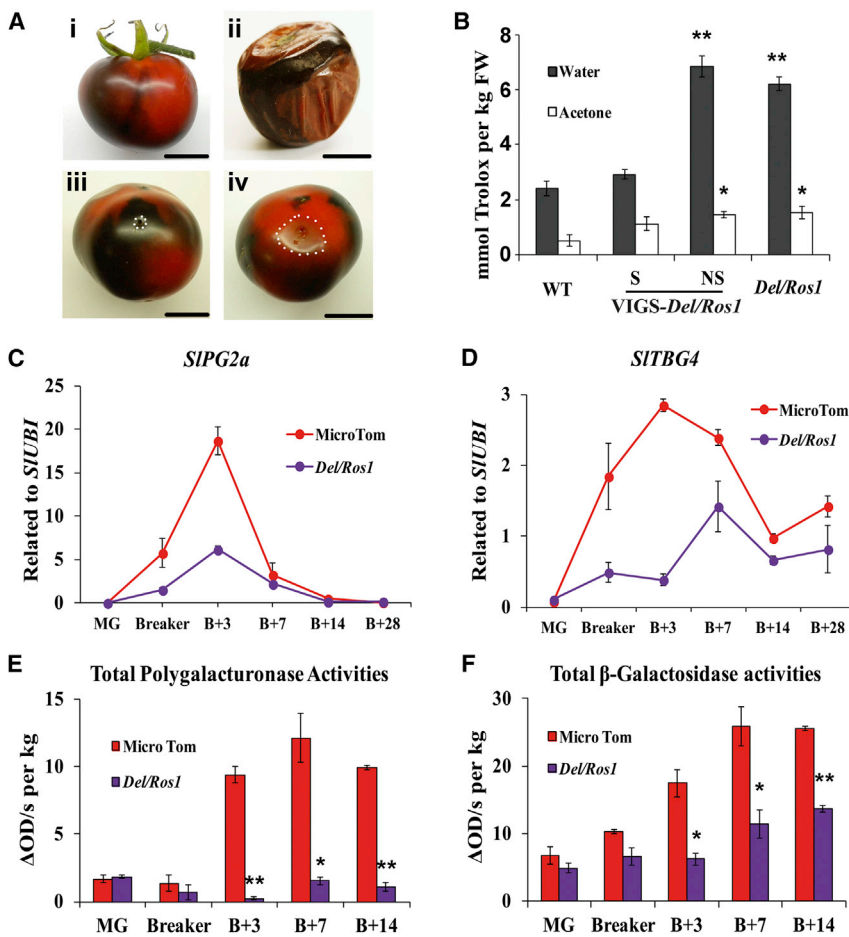 A
i
ii
iii
iv
B
mmol Trolox per kg FW
8
6
4
2
0
Water
Acetone
**
**
*
*
WT
S
NS
VIGS-Del/Ros1
Del/Ros1
C
SlPG2a
Related to SlUBI
25
20
15
10
5
0
MicroTom
Del/Ros1
MG Breaker B+3 B+7 B+14 B+28
D
SlTBG4
Related to SlUBI
3
2
1
0
MicroTom
Del/Ros1
MG Breaker B+3 B+7 B+14 B+28
E
Total Polygalacturonase Activities
ΔOD/s per kg
15
10
5
0
Micro Tom
Del/Ros1
**
*
**
MG Breaker B+3 B+7 B+14
F
Total β-Galactosidase activities
ΔOD/s per kg
30
20
10
0
Micro Tom
Del/Ros1
*
*
**
MG Breaker B+3 B+7 B+14